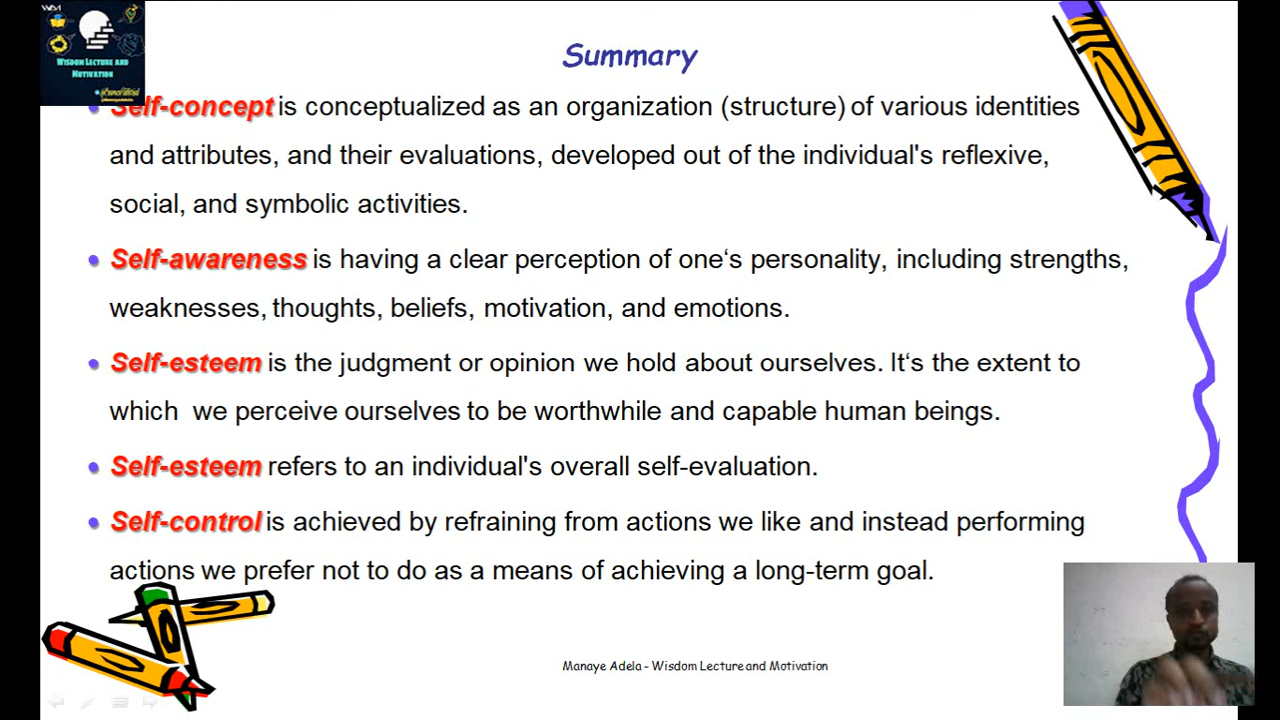 Wisdom Lecture and
Motivation
Summary
Self-concept is conceptualized as an organization (structure) of various identities
and attributes, and their evaluations, developed out of the individual's reflexive,
social, and symbolic activities.
Self-awareness is having a clear perception of one‘s personality, including strengths,
weaknesses, thoughts, beliefs, motivation, and emotions.
Self-esteem is the judgment or opinion we hold about ourselves. It‘s the extent to
which we perceive ourselves to be worthwhile and capable human beings.
Self-esteem refers to an individual's overall self-evaluation.
Self-control is achieved by refraining from actions we like and instead performing
actions we prefer not to do as a means of achieving a long-term goal.
Manaye Adela - Wisdom Lecture and Motivation